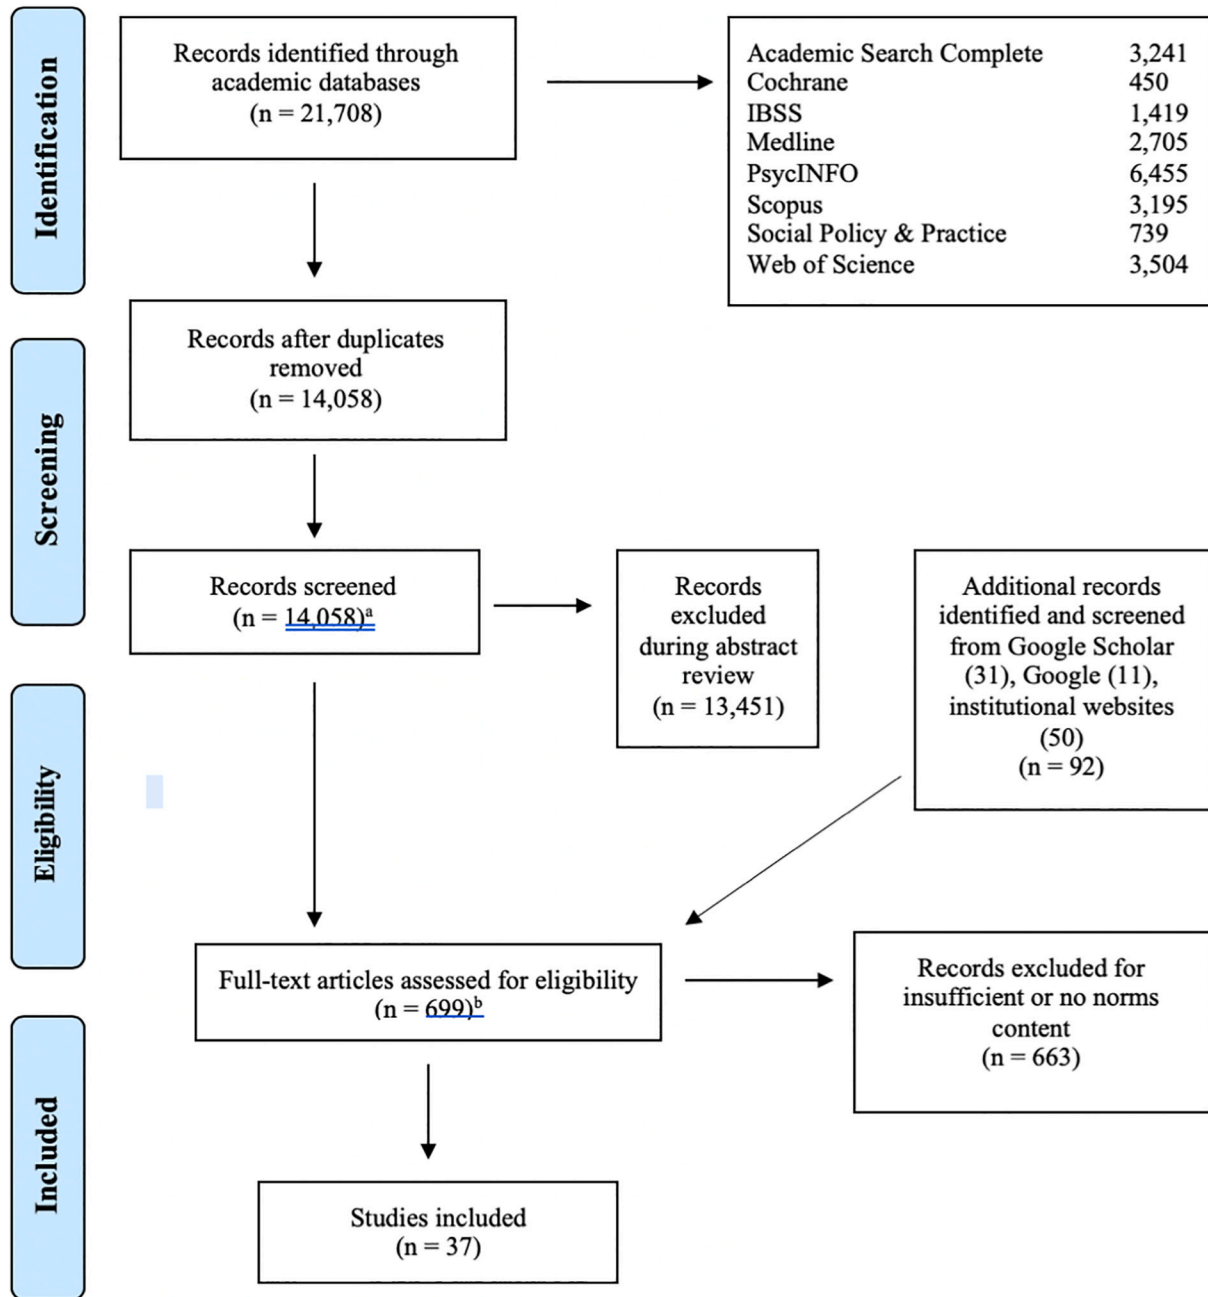 Identification
Records identified through
academic databases
(n = 21,708)
Academic Search Complete 3,241
Cochrane 450
IBSS 1,419
Medline 2,705
PsycINFO 6,455
Scopus 3,195
Social Policy & Practice 739
Web of Science 3,504
Screening
Records after duplicates
removed
(n = 14,058)
Records screened
(n = 14,058)ᵃ
Records
excluded
during abstract
review
(n = 13,451)
Additional records
identified and screened
from Google Scholar
(31), Google (11),
institutional websites
(50)
(n = 92)
Eligibility
Full-text articles assessed for eligibility
(n = 699)ᵇ
Records excluded for
insufficient or no norms
content
(n = 663)
Included
Studies included
(n = 37)